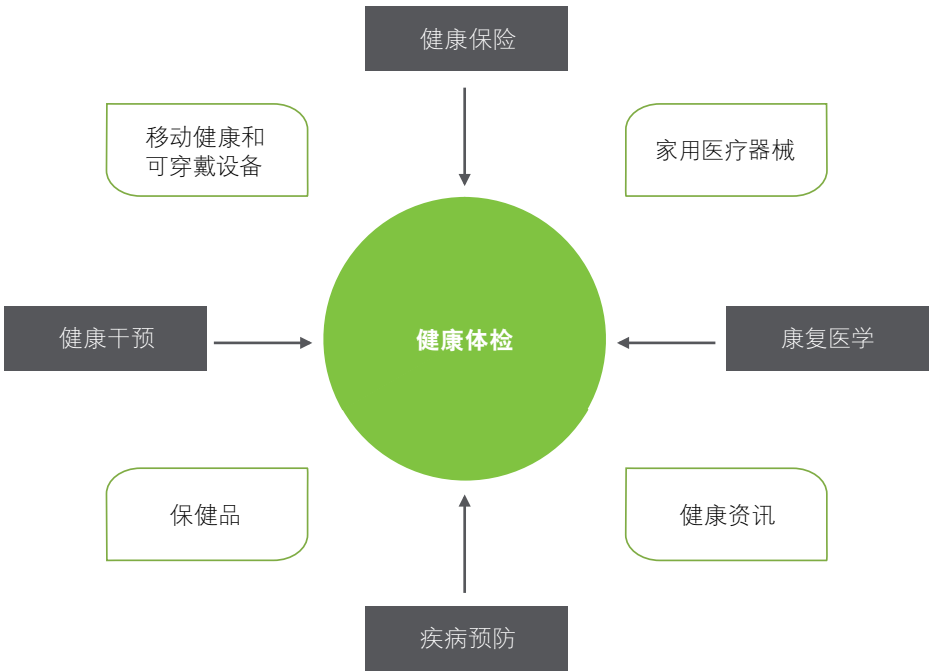 健康保险
移动健康和
可穿戴设备
家用医疗器械
健康干预
健康体检
康复医学
保健品
健康资讯
疾病预防